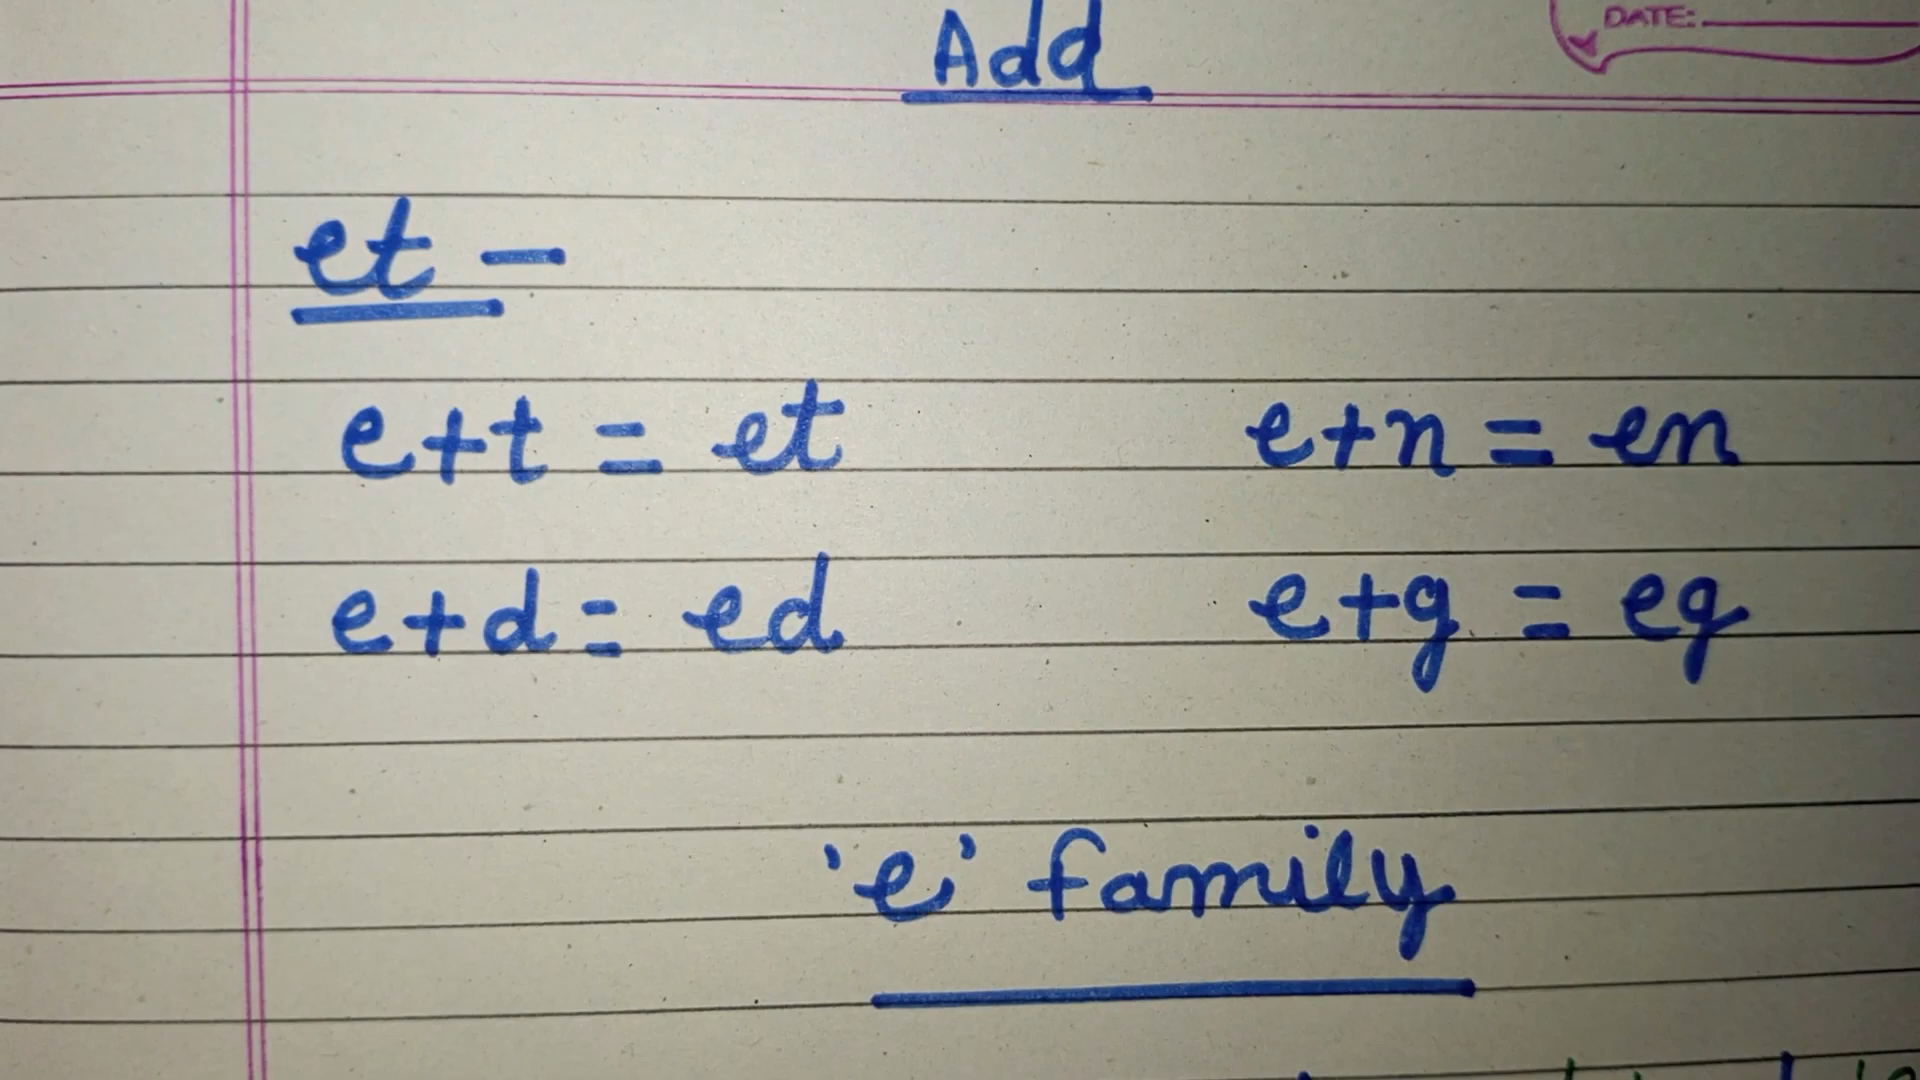 Add
DATE:
et -
e+t = et e+n = en
e+d = ed e+g = eg
'e' family